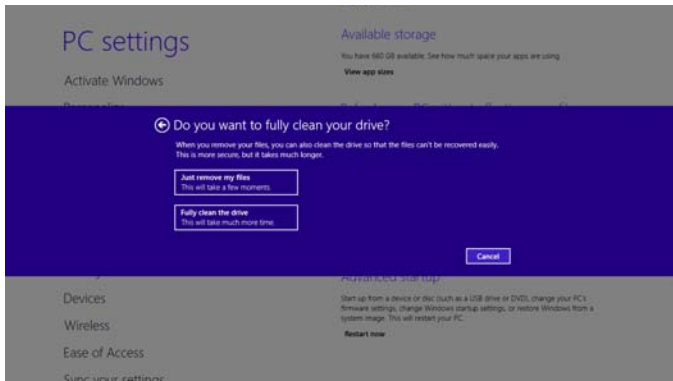 PC settings
Activate Windows
Available storage
You have 660 GB available. See how much space your apps are using.
View app sizes
Do you want to fully clean your drive?
When you remove your files, you can also clean the drive so that the files can't be recovered easily.
This is more secure, but it takes much longer.
Just remove my files
This will take a few moments.
Fully clean the drive
This will take much more time.
Cancel
Devices
Wireless
Ease of Access
Sync your settings
Advanced startup
Start up from a device or disc (such as a USB drive or DVD), change your PC's
firmware settings, change Windows startup settings, or restore Windows from a
system image. This will restart your PC.
Restart now